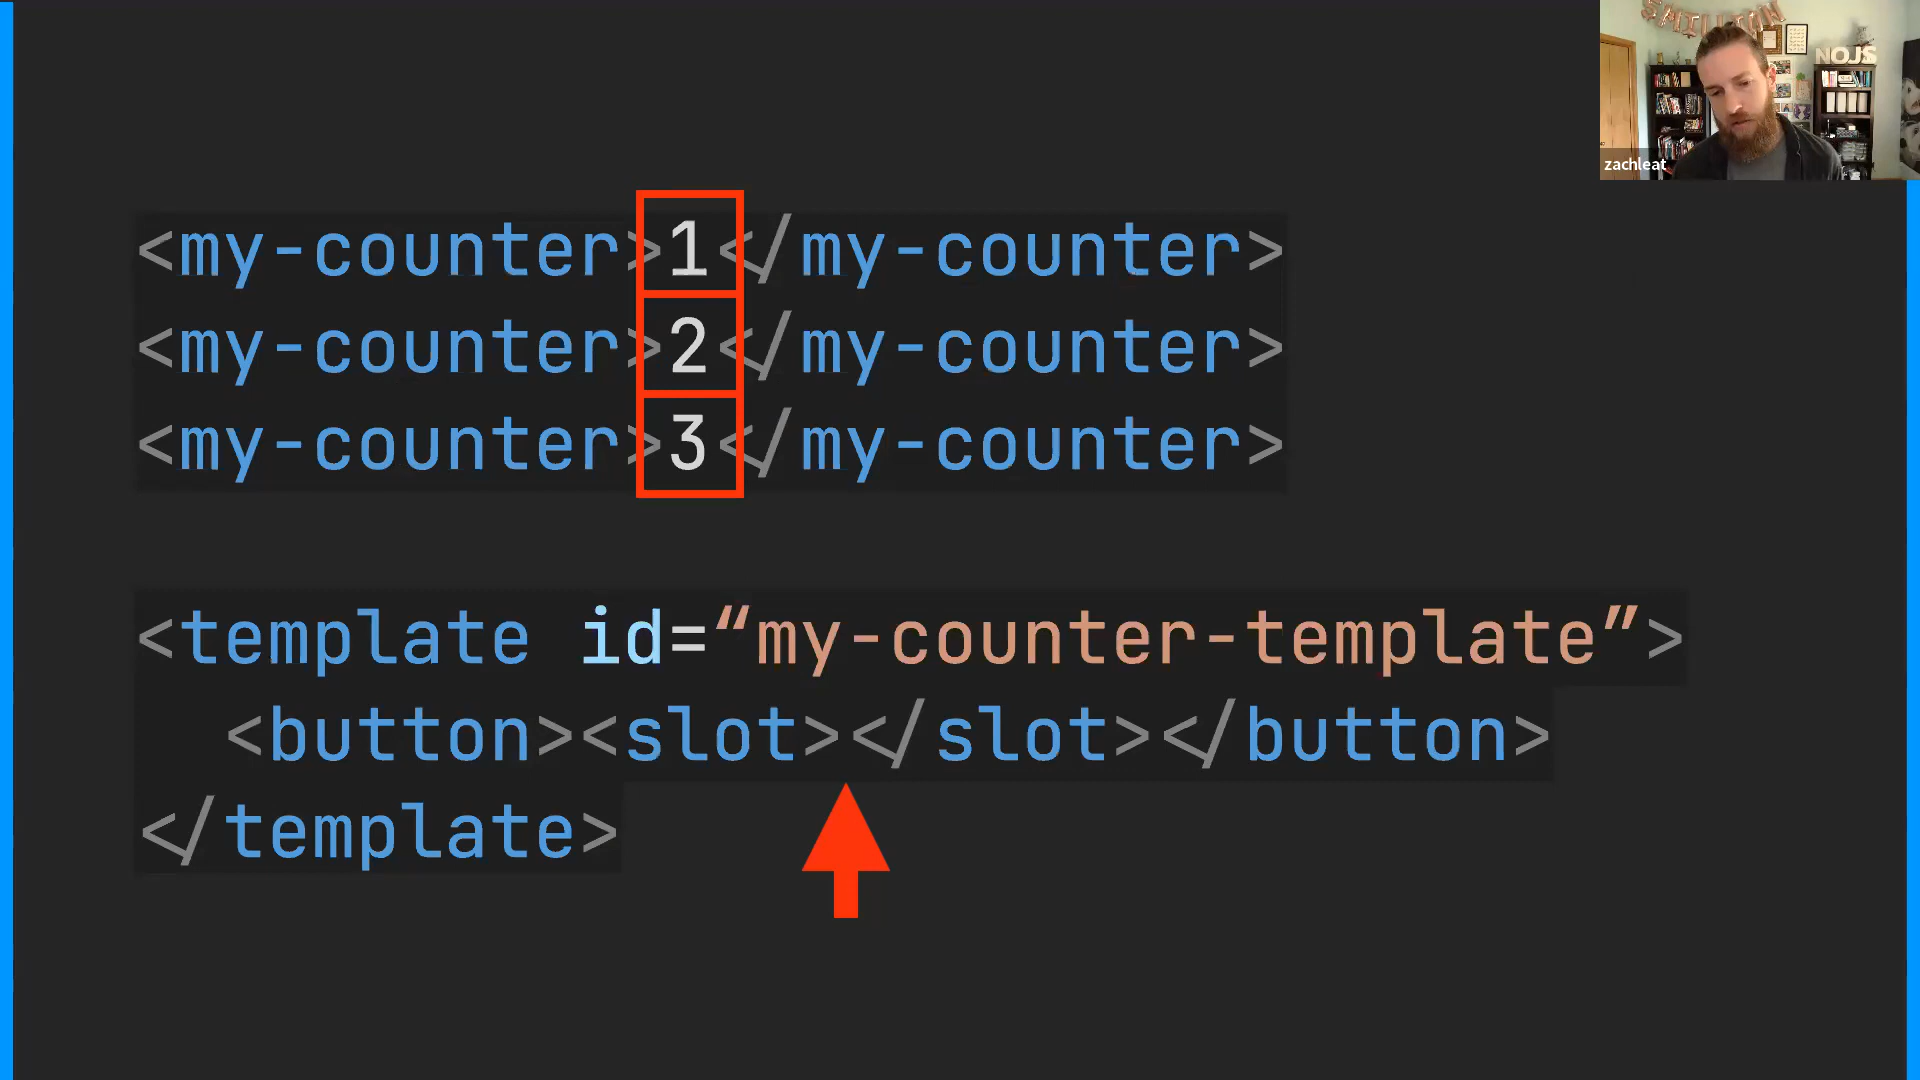 SMILLION
NOJS
zachleat
<my-counter>1</my-counter>
<my-counter>2</my-counter>
<my-counter>3</my-counter>
<template id=“my-counter-template”>
<button><slot></slot></button>
</template>